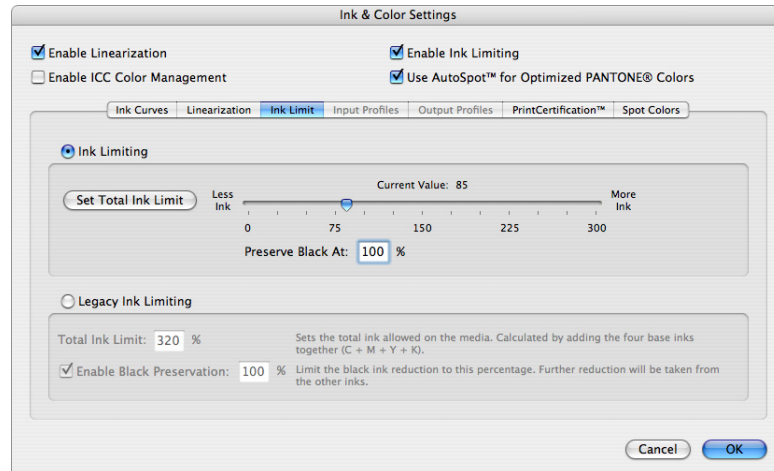 Ink & Color Settings
Enable Linearization
Enable Ink Limiting
Enable ICC Color Management
Use AutoSpot™ for Optimized PANTONE® Colors
Ink Curves Linearization Ink Limit Input Profiles Output Profiles PrintCertification™ Spot Colors
Ink Limiting
Set Total Ink Limit
Less Ink
Current Value: 85
More Ink
0 75 150 225 300
Preserve Black At: 100 %
Legacy Ink Limiting
Total Ink Limit: 320 %
Sets the total ink allowed on the media. Calculated by adding the four base inks
together (C + M + Y + K).
Enable Black Preservation: 100 %
Limit the black ink reduction to this percentage. Further reduction will be taken from
the other inks.
Cancel OK